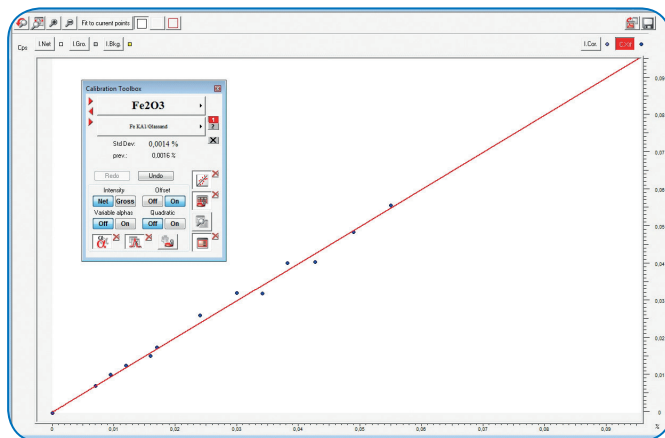 Fit to current points
Cps
I.Net
I.Gro.
I.Bkg.
I.Cor.
Calibration Toolbox
Fe2O3
Fe KA1/Glassand
1
2
Std Dev: 0,0014 %
prev.: 0,0016 %
Redo Undo
Intensity Offset
Net Gross Off On
Variable alphas Quadratic
Off On Off On
0,09
0,08
0,07
0,06
0,05
0,04
0,03
0,02
0,01
0
0 0,01 0,02 0,03 0,04 0,05 0,06 0,07 0,08 0,09 %